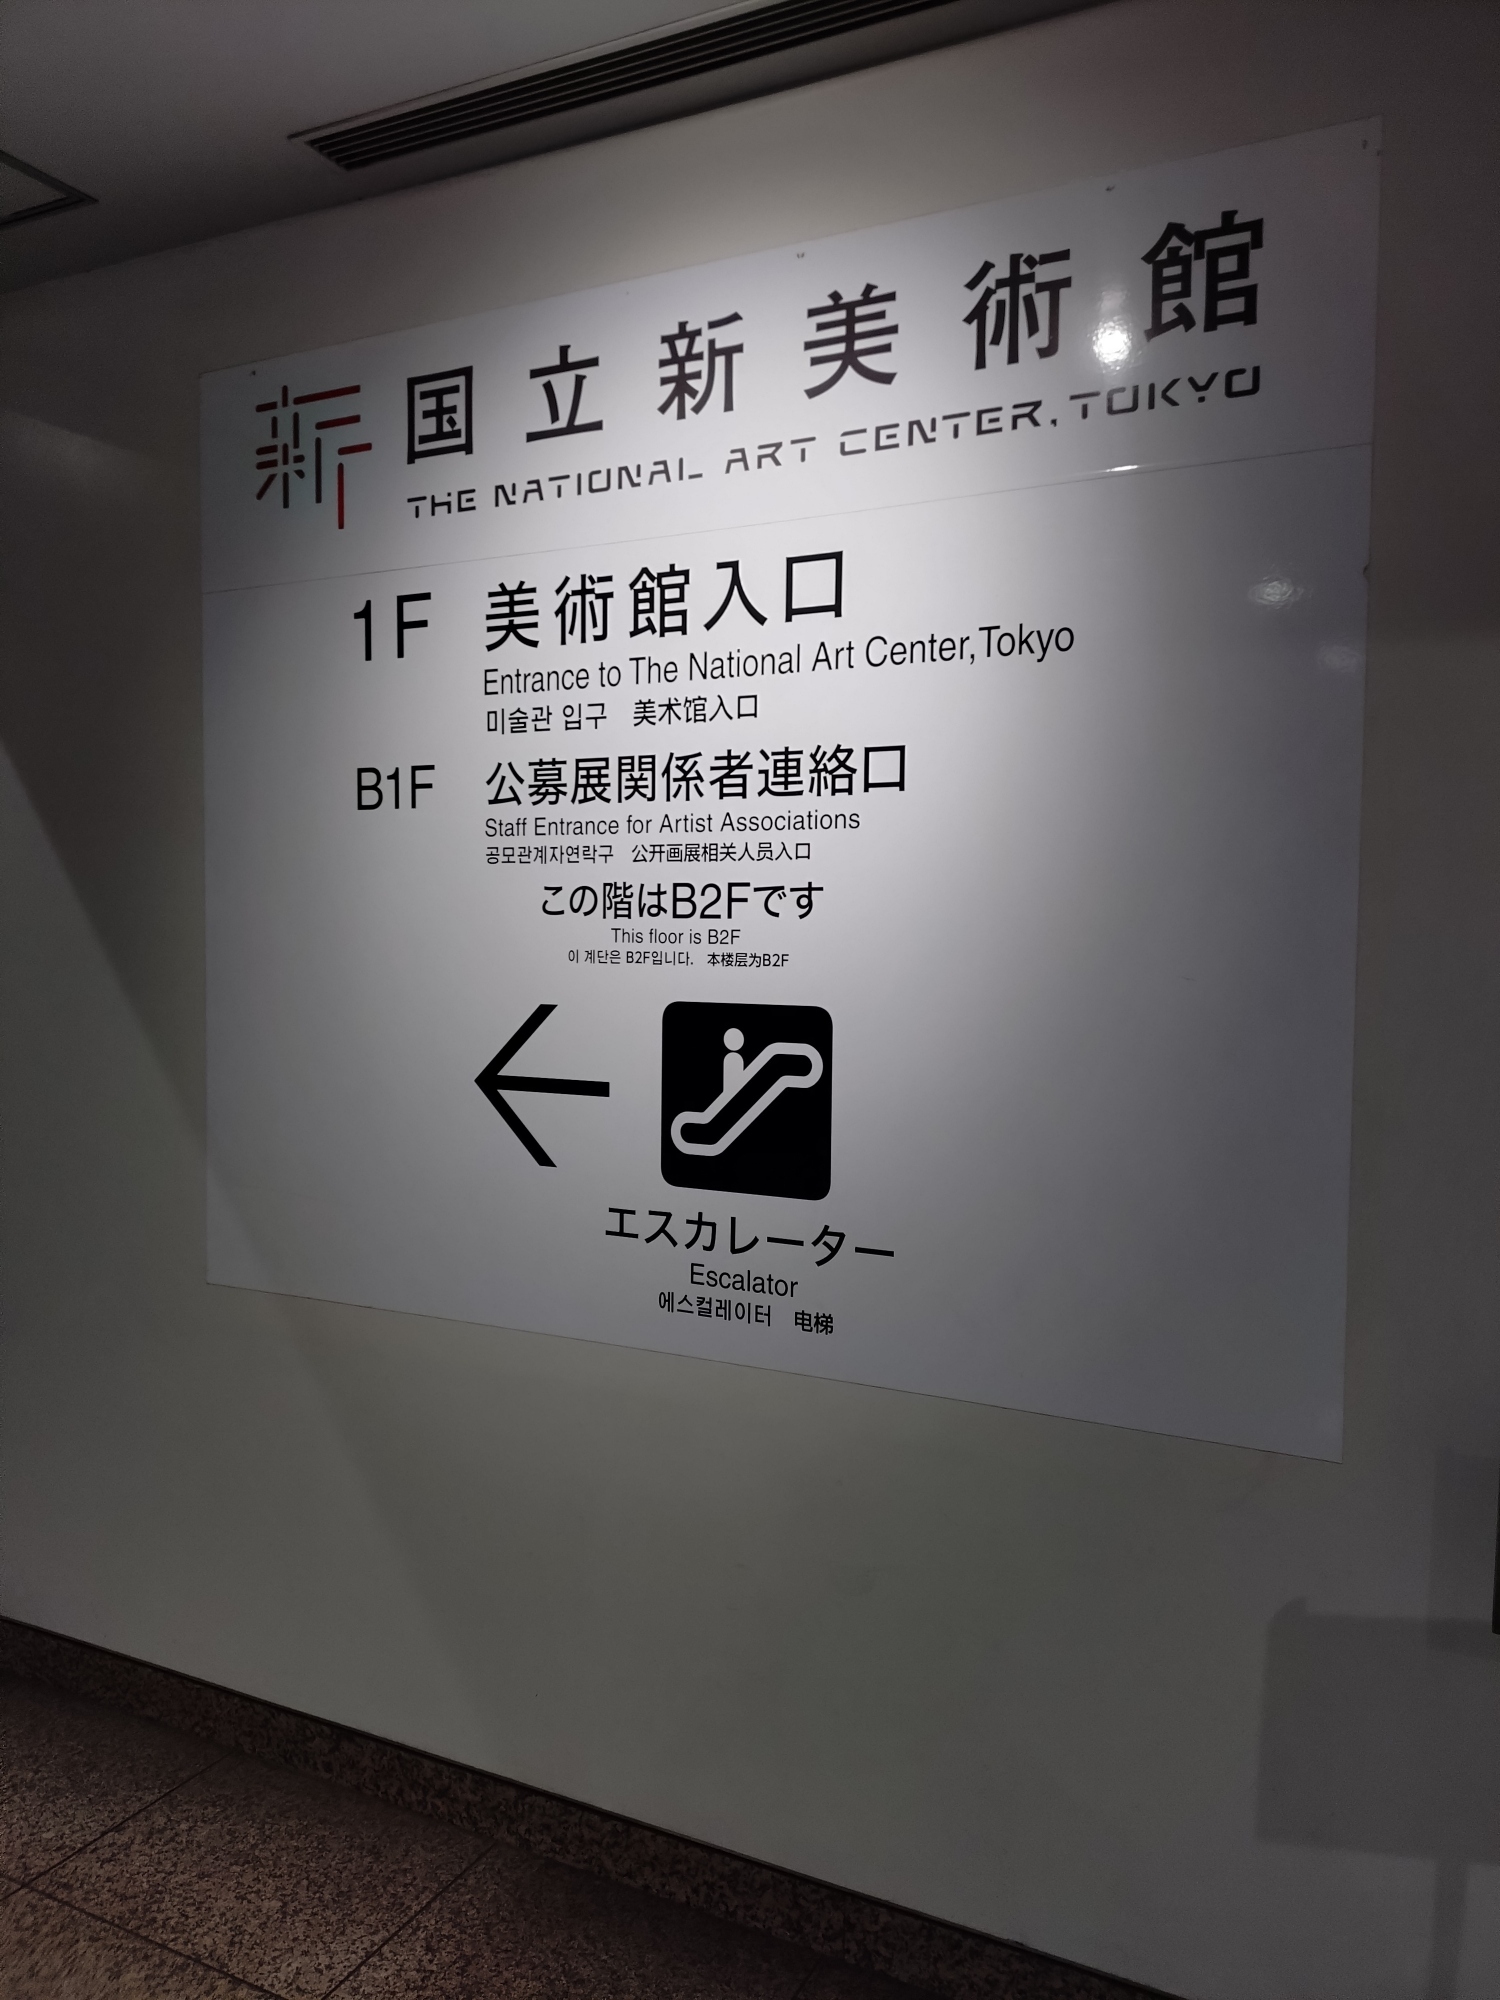 新 国立新美術館
THE NATIONAL ART CENTER, TOKYO
1F 美術館入口
Entrance to The National Art Center,Tokyo
미술관 입구 美术馆入口
B1F 公募展関係者連絡口
Staff Entrance for Artist Associations
공모관계자연락구 公开画展相关人员入口
この階はB2Fです
This floor is B2F
이 계단은 B2F입니다. 本楼层为B2F
エスカレーター
Escalator
에스컬레이터 电梯